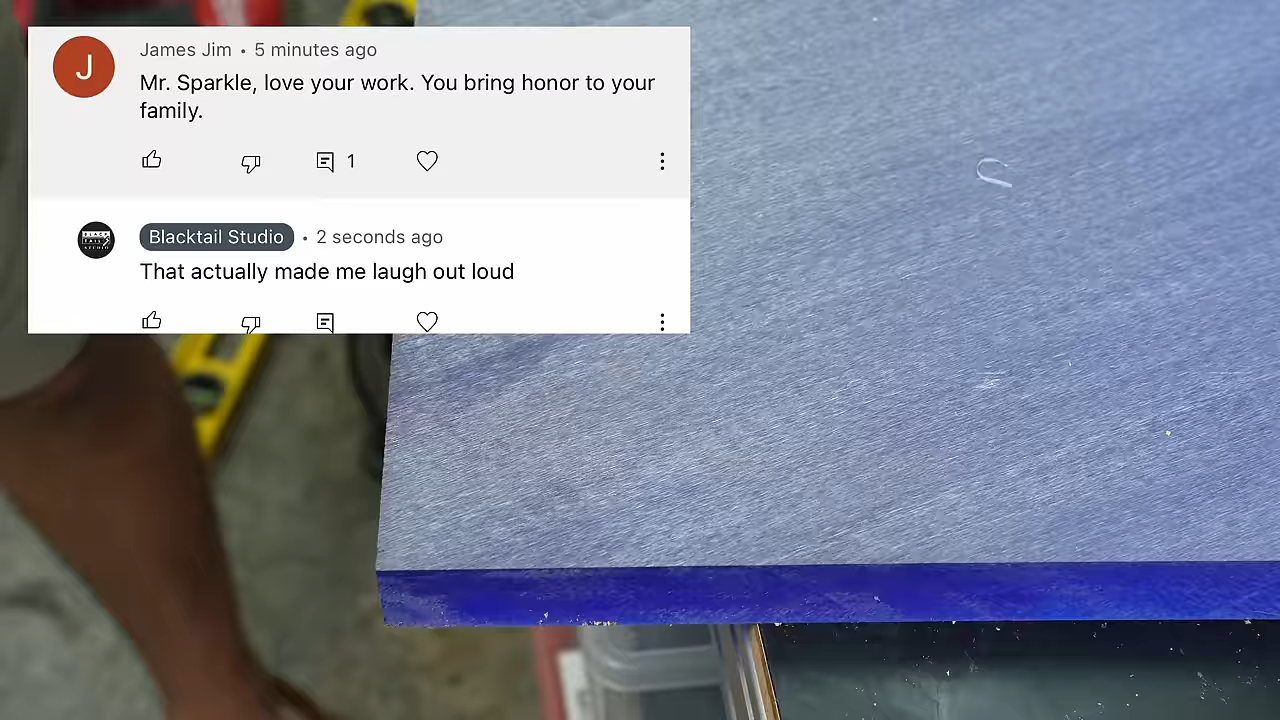 James Jim • 5 minutes ago
Mr. Sparkle, love your work. You bring honor to your
family.
1
Blacktail Studio • 2 seconds ago
That actually made me laugh out loud